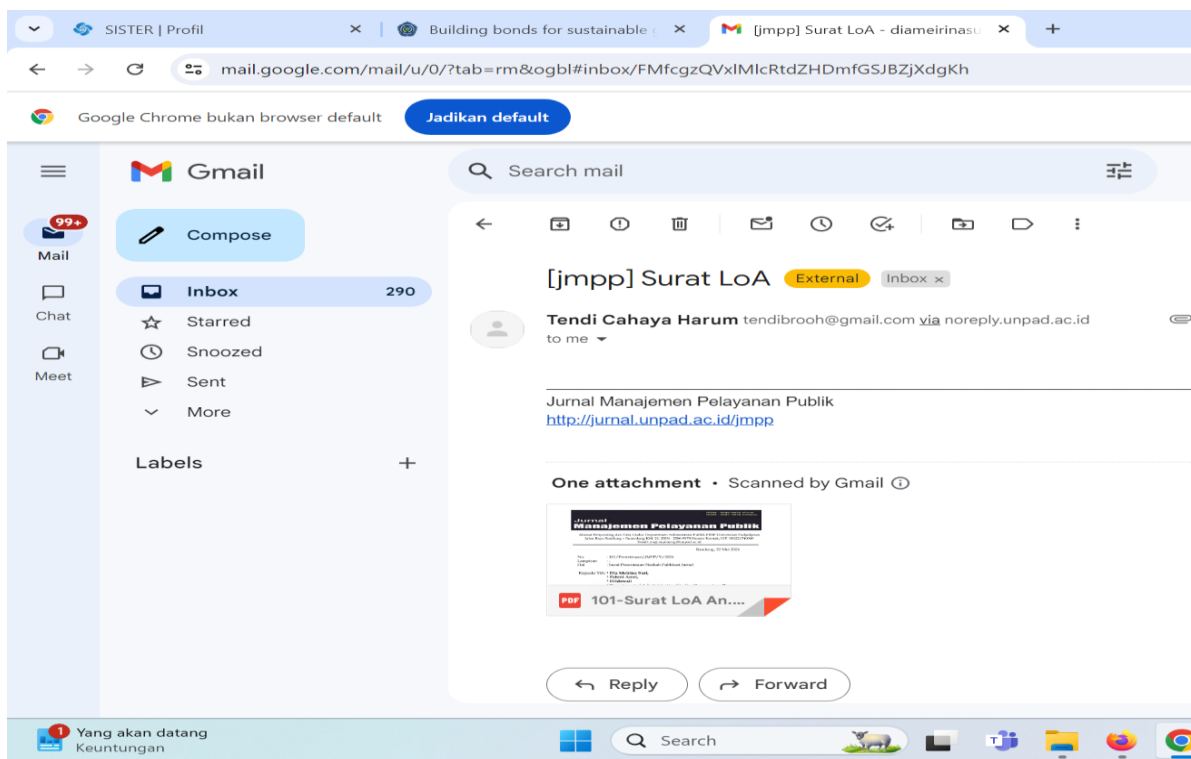 SISTER | Profil
Building bonds for sustainable
[jmpp] Surat LoA - diameirinasu
mail.google.com/mail/u/0/?tab=rm&ogbl#inbox/FMfcgzQVxlMlcRtdZHDmfGSJBZjXdgKh
Google Chrome bukan browser default
Jadikan default
Gmail
Search mail
99+
Mail
Chat
Meet
Compose
Inbox 290
Starred
Snoozed
Sent
More
Labels
[jmpp] Surat LoA External Inbox ×
Tendi Cahaya Harum tendibrooh@gmail.com via noreply.unpad.ac.id
to me
Jurnal Manajemen Pelayanan Publik
http://jurnal.unpad.ac.id/jmpp
One attachment • Scanned by Gmail
Jurnal
Manajemen Pelayanan Publik
PDF 101-Surat LoA An....
Reply
Forward
1
Yang akan datang
Keuntungan
Search